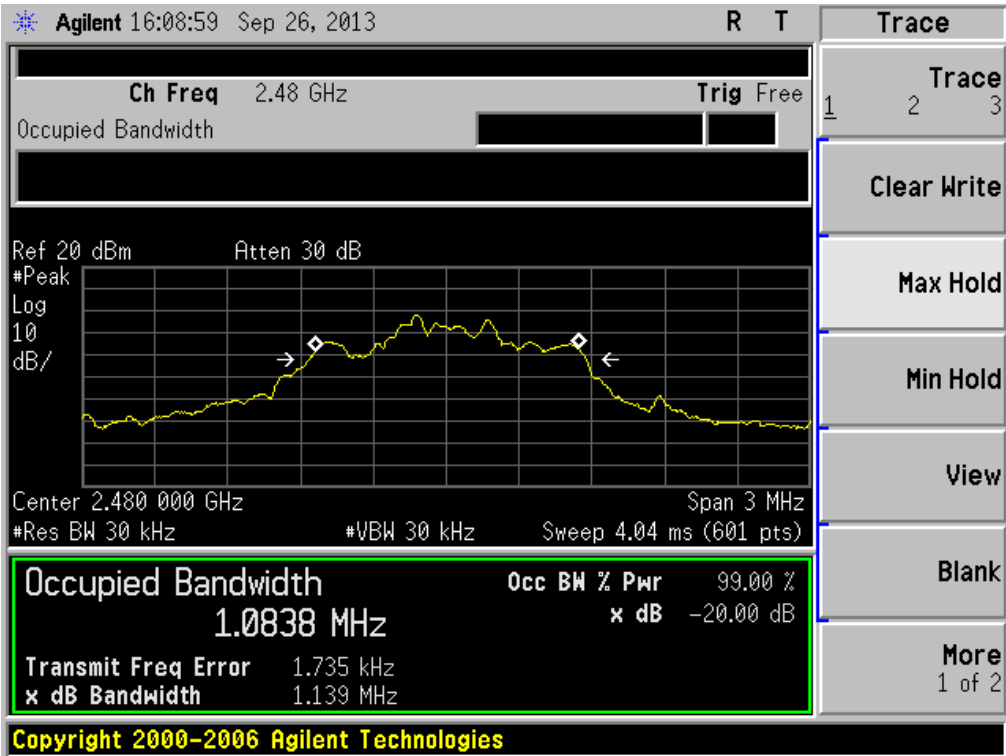 Agilent 16:08:59 Sep 26, 2013 R T
Trace
Ch Freq 2.48 GHz Trig Free
Occupied Bandwidth
Ref 20 dBm Atten 30 dB
#Peak
Log
10
dB/
Center 2.480 000 GHz Span 3 MHz
#Res BW 30 kHz #VBW 30 kHz Sweep 4.04 ms (601 pts)
Occupied Bandwidth
1.0838 MHz
Occ BW % Pwr 99.00 %
x dB -20.00 dB
Transmit Freq Error 1.735 kHz
x dB Bandwidth 1.139 MHz
Trace
1 2 3
Clear Write
Max Hold
Min Hold
View
Blank
More
1 of 2
Copyright 2000-2006 Agilent Technologies